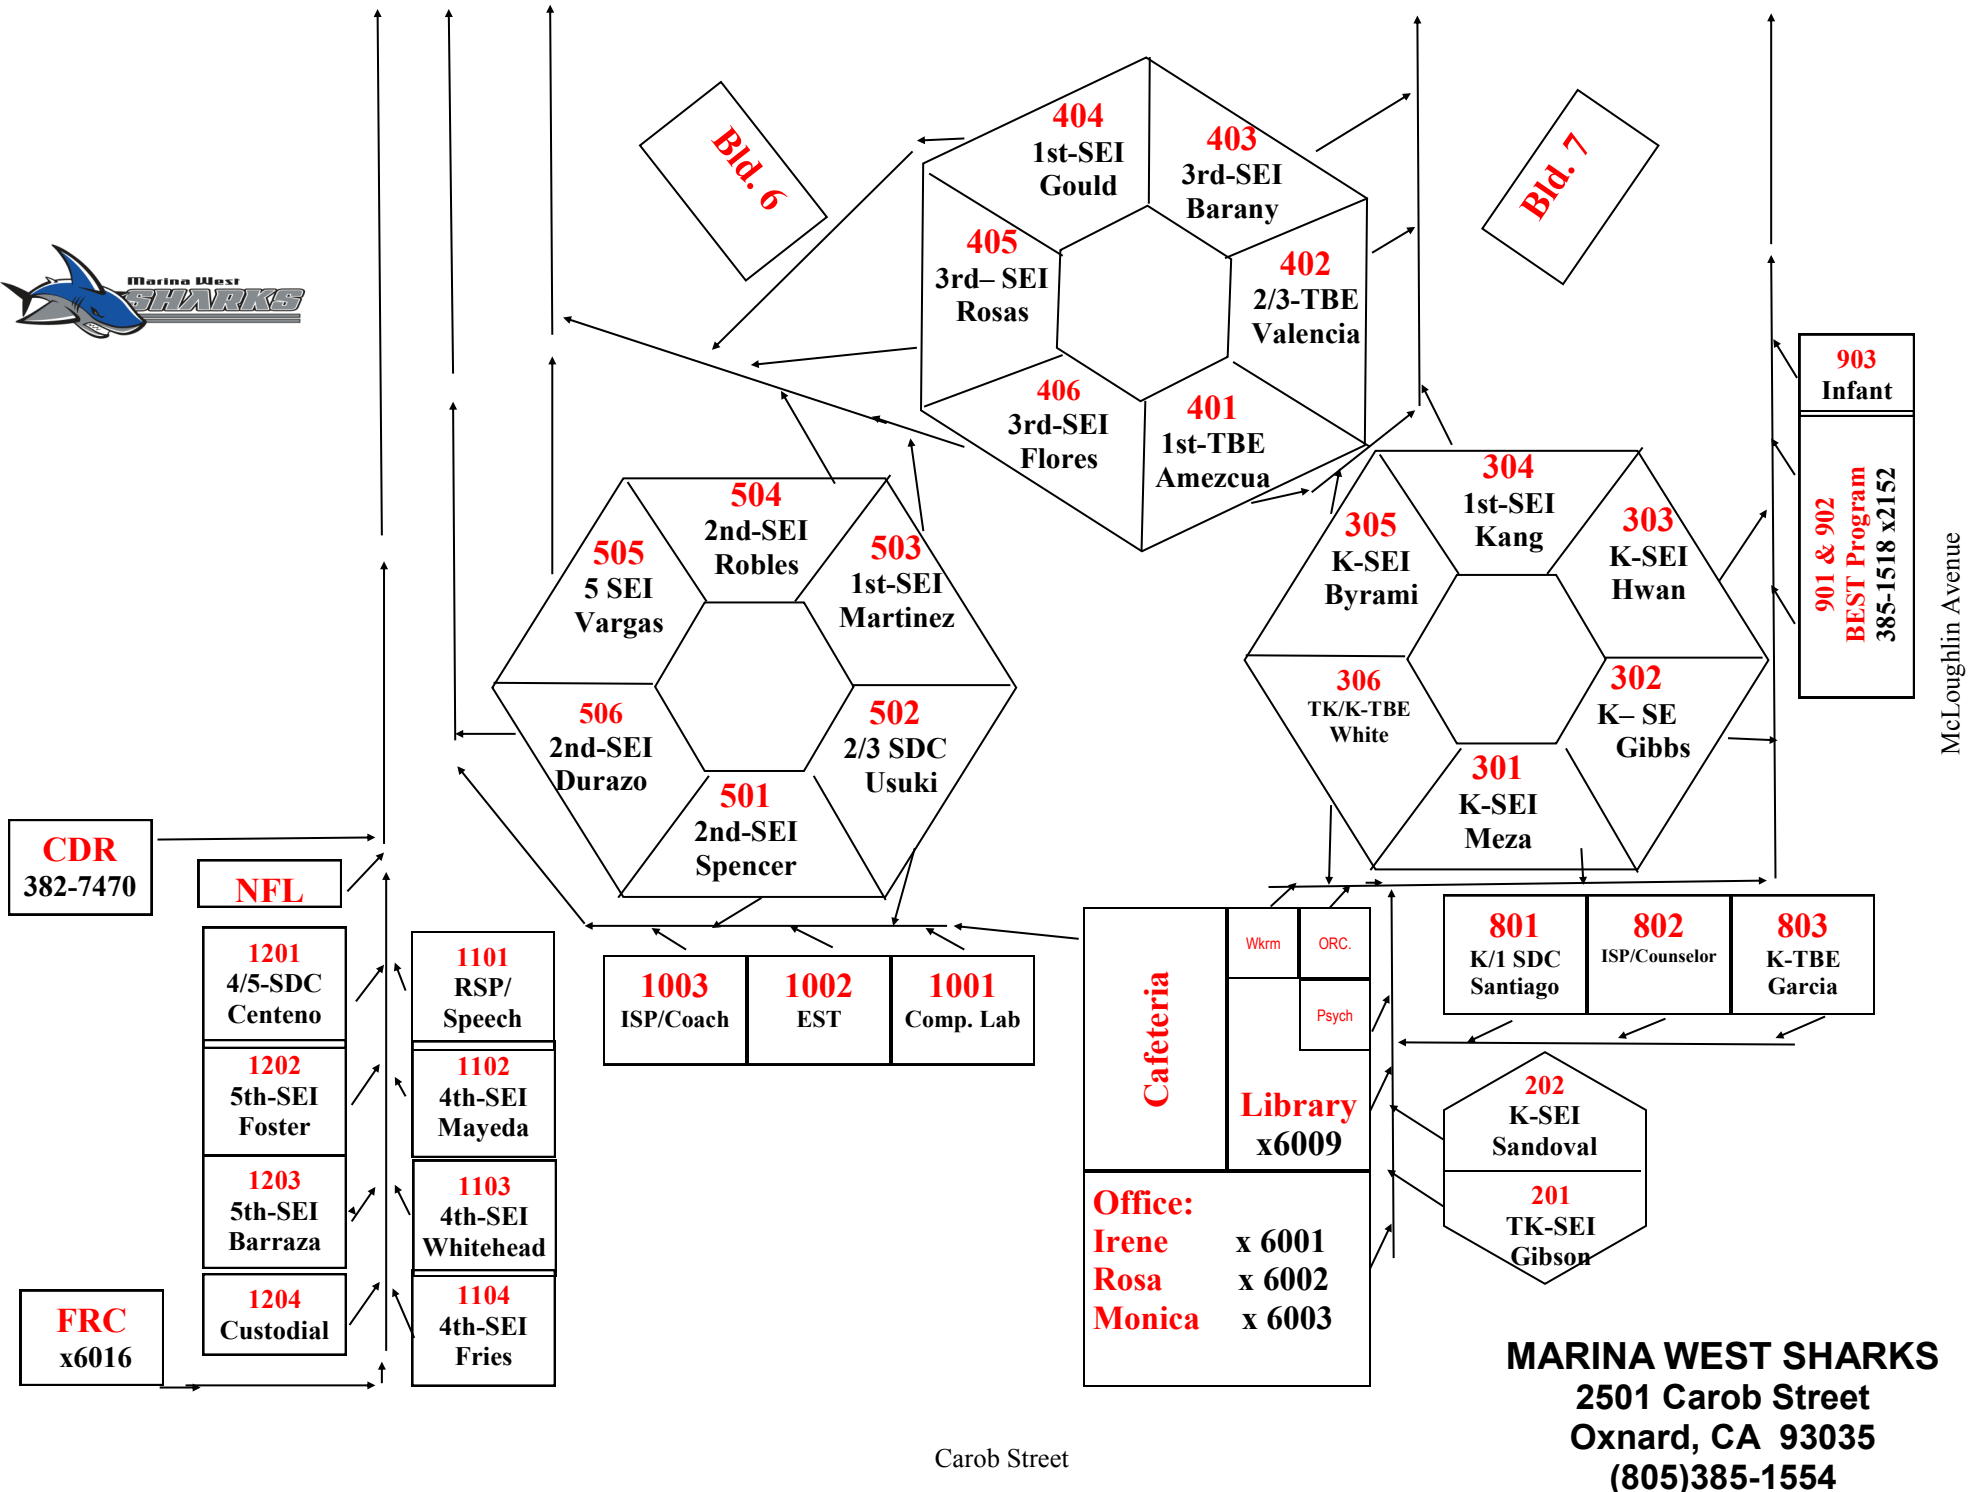 Marina West
SHARKS
Bld. 6
Bld. 7
404
1st-SEI
Gould
403
3rd-SEI
Barany
405
3rd– SEI
Rosas
402
2/3-TBE
Valencia
406
3rd-SEI
Flores
401
1st-TBE
Amezcua
504
2nd-SEI
Robles
505
5 SEI
Vargas
503
1st-SEI
Martinez
506
2nd-SEI
Durazo
502
2/3 SDC
Usuki
501
2nd-SEI
Spencer
304
1st-SEI
Kang
305
K-SEI
Byrami
303
K-SEI
Hwan
306
TK/K-TBE
White
302
K– SE
Gibbs
301
K-SEI
Meza
903
Infant
901 & 902
BEST Program
385-1518 x2152
McLoughlin Avenue
CDR
382-7470
NFL
1201
4/5-SDC
Centeno
1202
5th-SEI
Foster
1203
5th-SEI
Barraza
1204
Custodial
FRC
x6016
1101
RSP/
Speech
1102
4th-SEI
Mayeda
1103
4th-SEI
Whitehead
1104
4th-SEI
Fries
1003
ISP/Coach
1002
EST
1001
Comp. Lab
Cafeteria
Wkrm
ORC.
Psych
Library
x6009
Office:
Irene x 6001
Rosa x 6002
Monica x 6003
801
K/1 SDC
Santiago
802
ISP/Counselor
803
K-TBE
Garcia
202
K-SEI
Sandoval
201
TK-SEI
Gibson
MARINA WEST SHARKS
2501 Carob Street
Oxnard, CA 93035
(805)385-1554
Carob Street